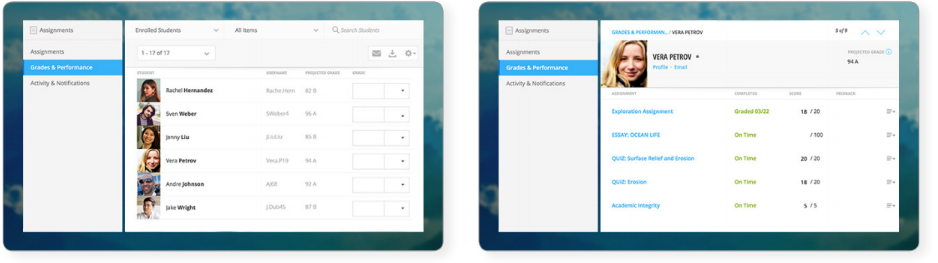 Assignments
Enrolled Students
All Items
Search Students
Assignments
Grades & Performance
Activity & Notifications
1 - 17 of 17
STUDENT USERNAME PROJECTED GRADE GRADE
Rachel Hernandez Rache.Hern 82 B
Sven Weber SWeber4 96 A
Jenny Liu 85 B
Vera Petrov Vera.P19 94 A
Andre Johnson AJ68 92 A
Jake Wright J.Dub45 87 B
Assignments
Assignments
Grades & Performance
Activity & Notifications
GRADES & PERFORMAN... / VERA PETROV
3 of 9
VERA PETROV
Profile - Email
PROJECTED GRADE
94 A
ASSIGNMENT COMPLETED SCORE FEEDBACK
Exploration Assignment Graded 03/22 18 / 20
ESSAY: OCEAN LIFE On Time / 100
QUIZ: Surface Relief and Erosion On Time 20 / 20
QUIZ: Erosion On Time 18 / 20
Academic Integrity On Time 5 / 5